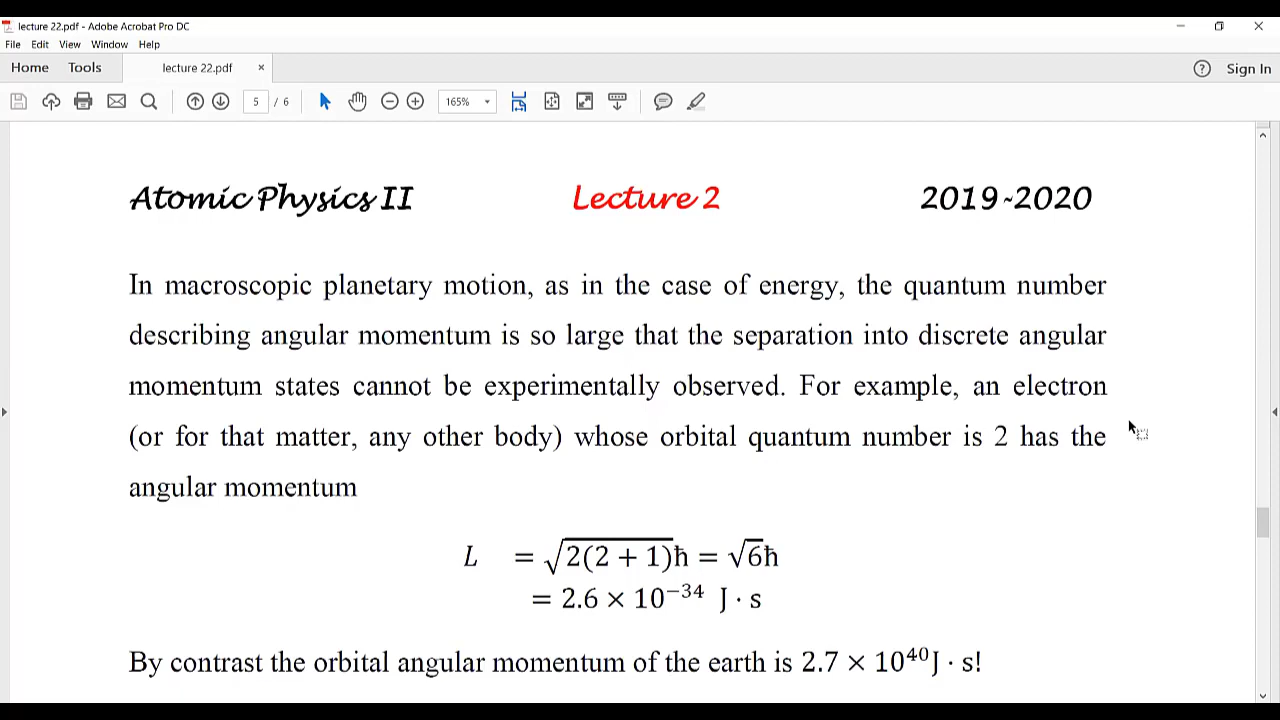 lecture 22.pdf - Adobe Acrobat Pro DC
File Edit View Window Help
Home Tools lecture 22.pdf × Sign In
5 / 6 165%
Atomic Physics II Lecture 2 2019~2020
In macroscopic planetary motion, as in the case of energy, the quantum number
describing angular momentum is so large that the separation into discrete angular
momentum states cannot be experimentally observed. For example, an electron
(or for that matter, any other body) whose orbital quantum number is 2 has the
angular momentum
L = √2(2 + 1)ħ = √6ħ
= 2.6 × 10⁻³⁴ J · s
By contrast the orbital angular momentum of the earth is 2.7 × 10⁴⁰J · s!